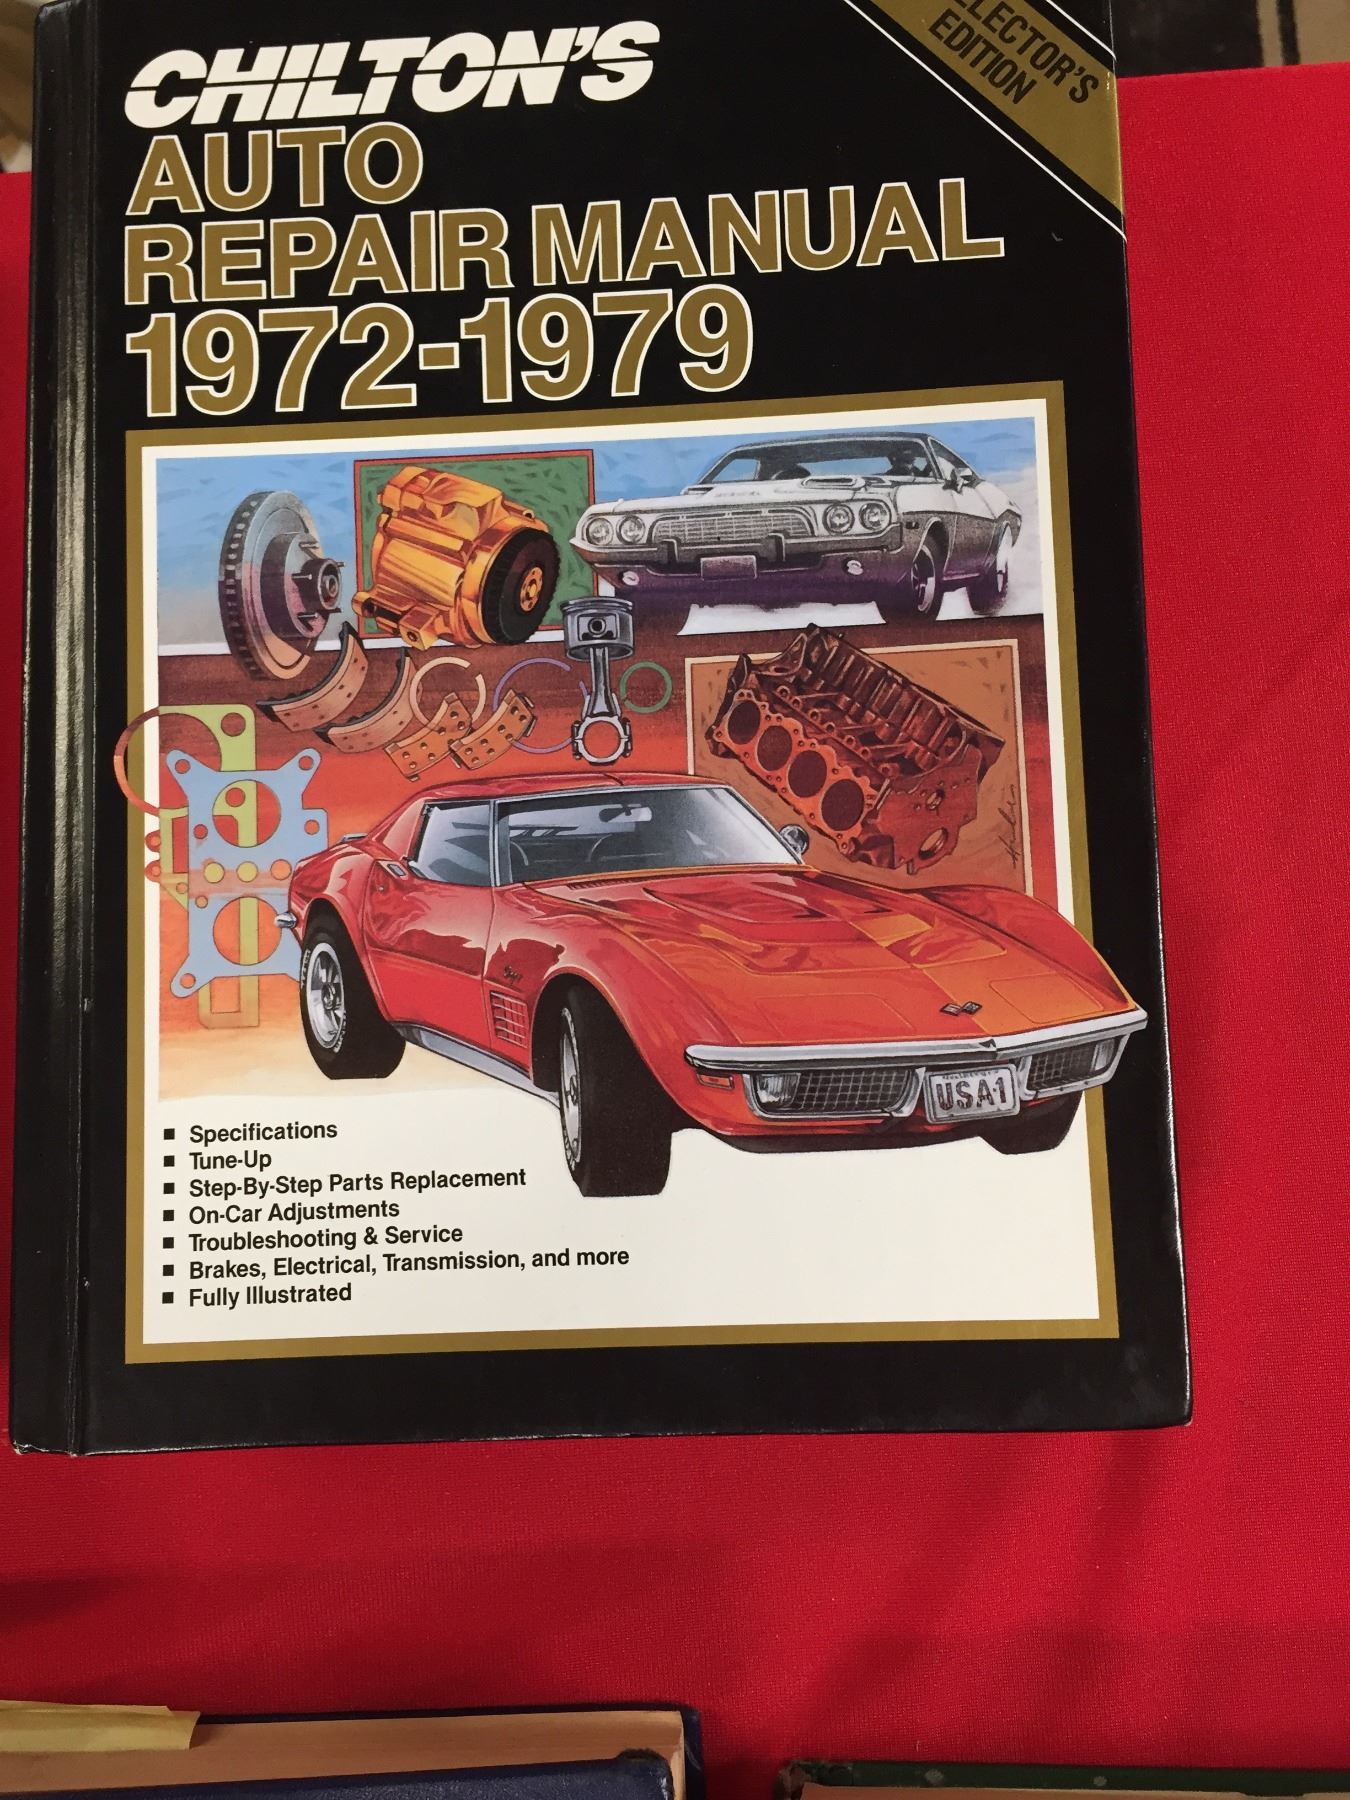 CHILTON'S
AUTO
REPAIR MANUAL
1972-1979
EDITION
USA1
■ Specifications
■ Tune-Up
■ Step-By-Step Parts Replacement
■ On-Car Adjustments
■ Troubleshooting & Service
■ Brakes, Electrical, Transmission, and more
■ Fully Illustrated